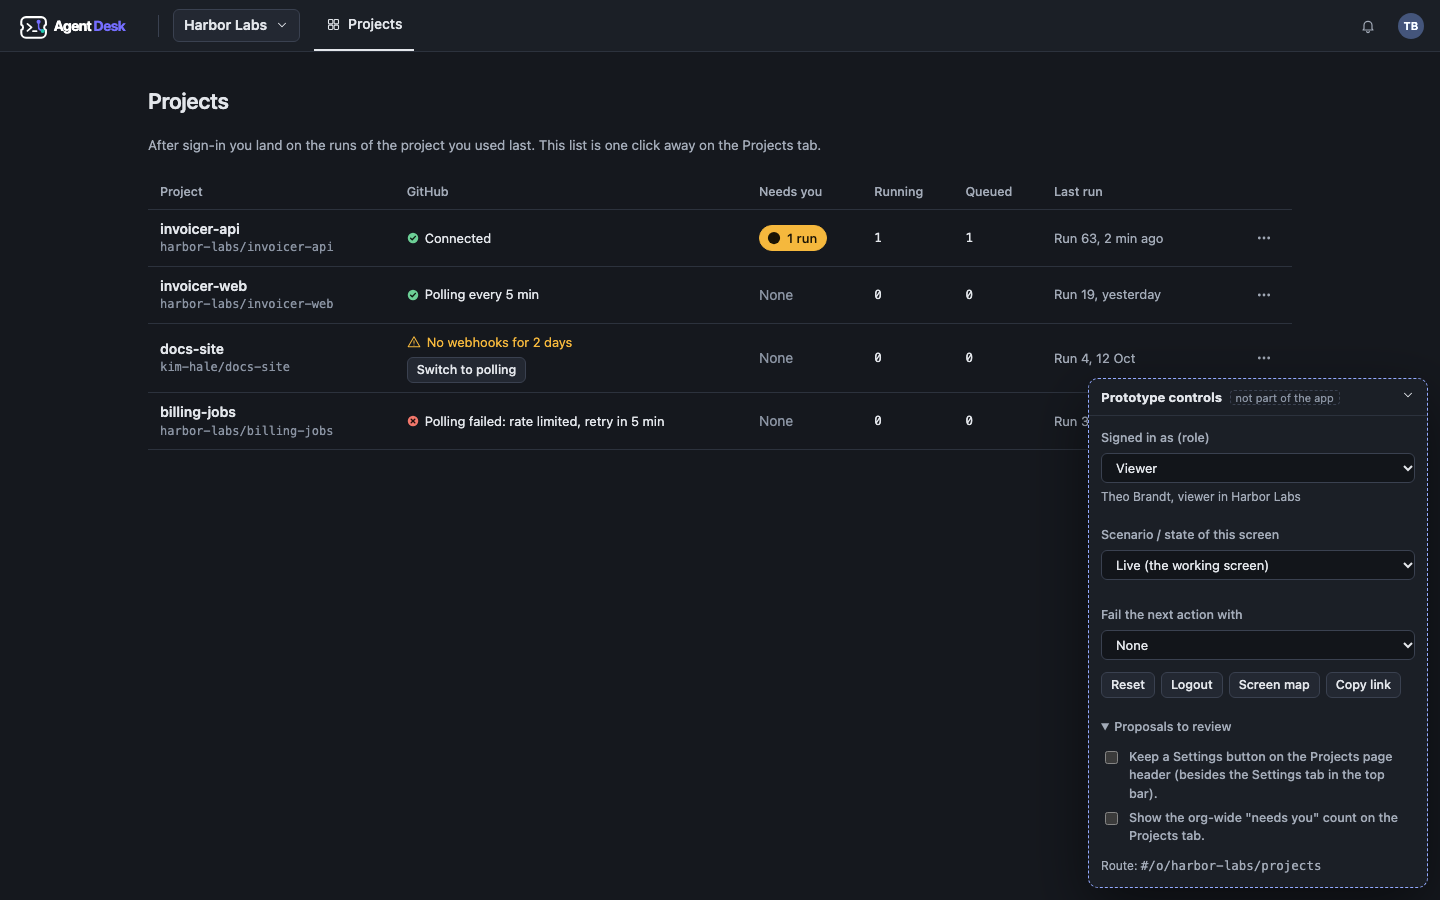 AgentDesk
Harbor Labs
Projects
TB
Projects
After sign-in you land on the runs of the project you used last. This list is one click away on the Projects tab.
Project GitHub Needs you Running Queued Last run
invoicer-api
harbor-labs/invoicer-api
Connected
1 run
1
1
Run 63, 2 min ago
invoicer-web
harbor-labs/invoicer-web
Polling every 5 min
None
0
0
Run 19, yesterday
docs-site
kim-hale/docs-site
No webhooks for 2 days
Switch to polling
None
0
0
Run 4, 12 Oct
billing-jobs
harbor-labs/billing-jobs
Polling failed: rate limited, retry in 5 min
None
0
0
Run 3
Prototype controls not part of the app
Signed in as (role)
Viewer
Theo Brandt, viewer in Harbor Labs
Scenario / state of this screen
Live (the working screen)
Fail the next action with
None
Reset Logout Screen map Copy link
Proposals to review
Keep a Settings button on the Projects page
header (besides the Settings tab in the top
bar).
Show the org-wide "needs you" count on the
Projects tab.
Route: #/o/harbor-labs/projects